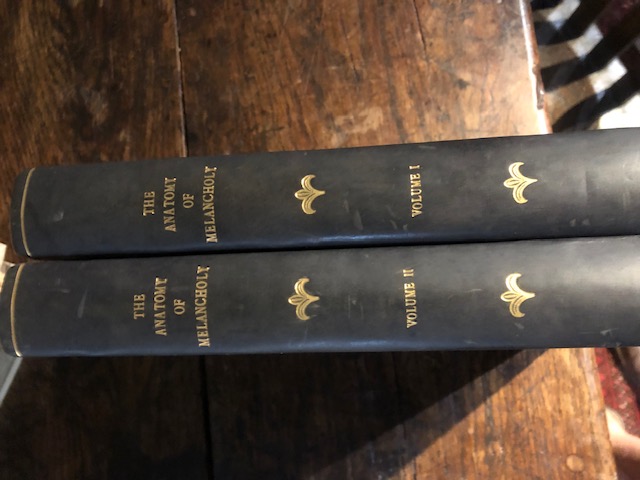 THE
ANATOMY
OF
MELANCHOLY
VOLUME I
THE
ANATOMY
OF
MELANCHOLY
VOLUME II